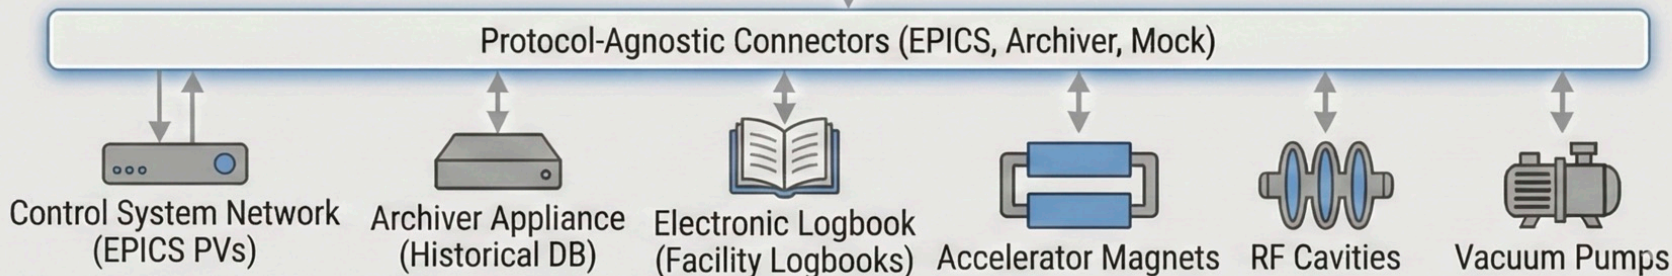 Protocol-Agnostic Connectors (EPICS, Archiver, Mock)
Control System Network
(EPICS PVs)
Archiver Appliance
(Historical DB)
Electronic Logbook
(Facility Logbooks)
Accelerator Magnets
RF Cavities
Vacuum Pumps